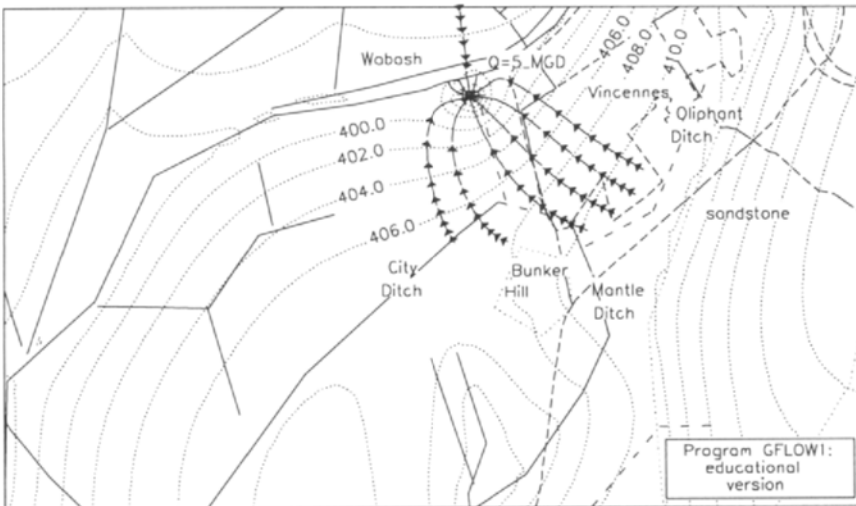 Wabash
Q=5 MGD
406.0
408.0
410.0
Vincennes
Oliphant
Ditch
400.0
402.0
404.0
406.0
sandstone
City
Ditch
Bunker
Hill
Mantle
Ditch
Program GFLOW1:
educational
version